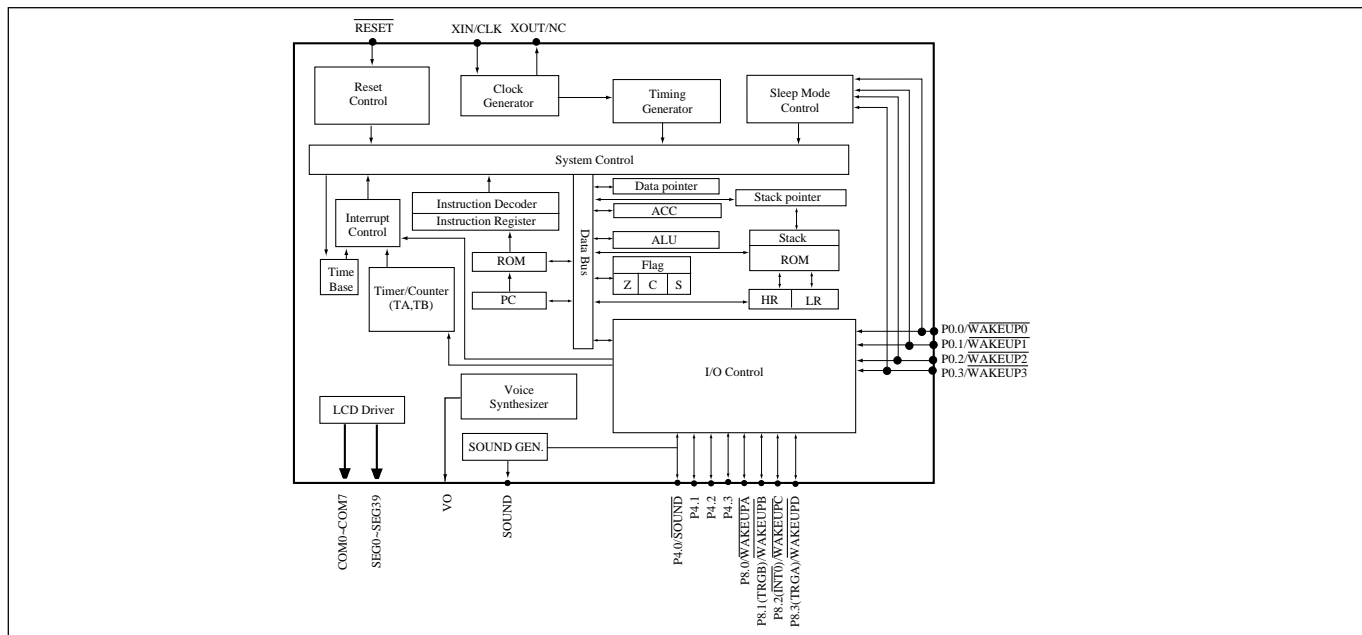 RESET
XIN/CLK
XOUT/NC
Reset
Control
Clock
Generator
Timing
Generator
Sleep Mode
Control
System Control
Interrupt
Control
Instruction Decoder
Instruction Register
Data Bus
Data pointer
Stack pointer
ACC
ALU
Stack
ROM
ROM
Flag
Z C S
Time
Base
Timer/Counter
(TA,TB)
PC
HR LR
P0.0/WAKEUP0
P0.1/WAKEUP1
P0.2/WAKEUP2
P0.3/WAKEUP3
I/O Control
Voice
Synthesizer
LCD Driver
SOUND GEN.
COM0~COM7
SEG0~SEG39
VO
SOUND
P4.0/SOUND
P4.1
P4.2
P4.3
P8.0/WAKEUPA
P8.1(TRGB)/WAKEUPB
P8.2(INT0)/WAKEUPC
P8.3(TRGA)/WAKEUPD